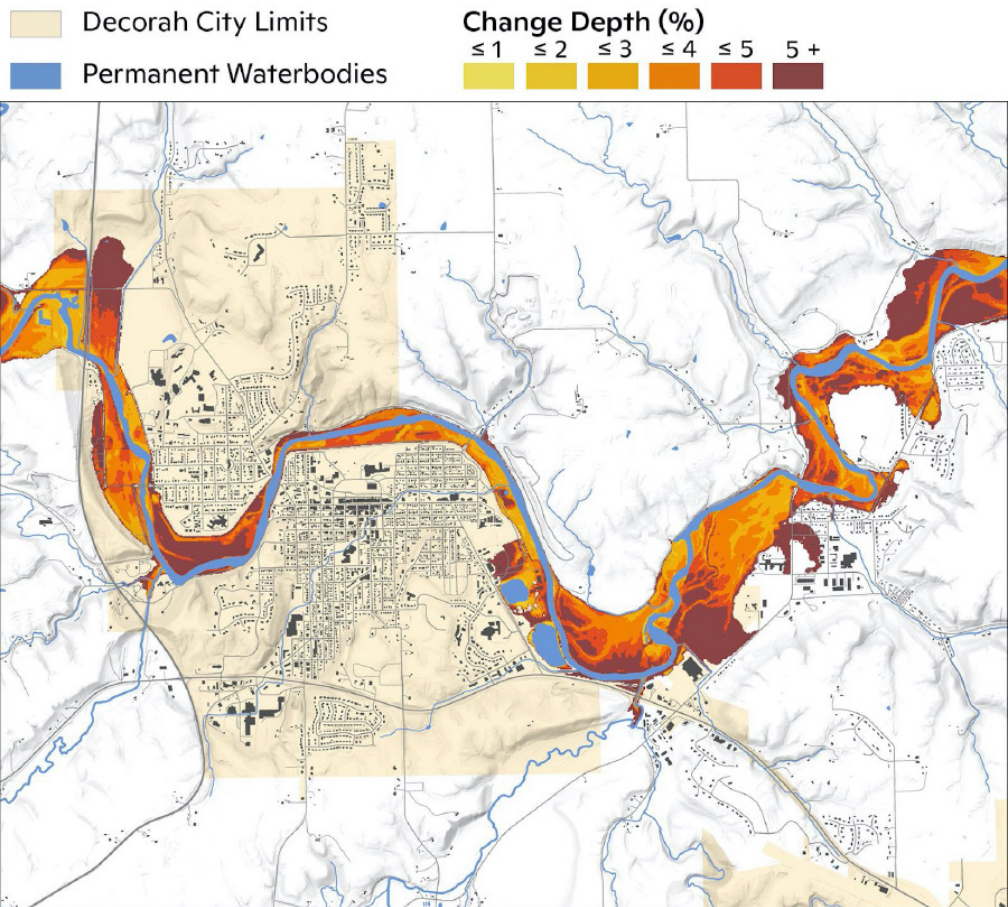 Decorah City Limits
Permanent Waterbodies
Change Depth (%)
≤ 1 ≤ 2 ≤ 3 ≤ 4 ≤ 5 5 +